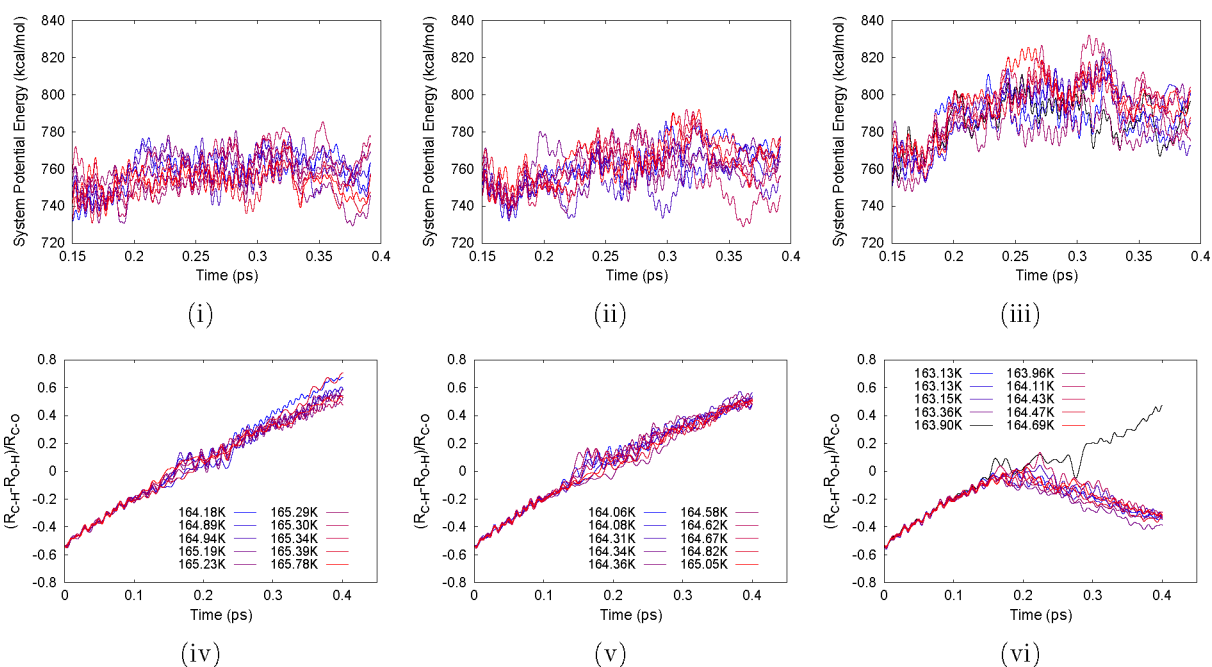 840
820
800
780
760
740
720
System Potential Energy (kcal/mol)
0.15 0.2 0.25 0.3 0.35 0.4
Time (ps)
(i)
840
820
800
780
760
740
720
System Potential Energy (kcal/mol)
0.15 0.2 0.25 0.3 0.35 0.4
Time (ps)
(ii)
840
820
800
780
760
740
720
System Potential Energy (kcal/mol)
0.15 0.2 0.25 0.3 0.35 0.4
Time (ps)
(iii)
0.8
0.6
0.4
0.2
0
-0.2
-0.4
-0.6
-0.8
(R_C-H-R_O-H)/R_C-O
164.18K 165.29K
164.89K 165.30K
164.94K 165.34K
165.19K 165.39K
165.23K 165.78K
0 0.1 0.2 0.3 0.4
Time (ps)
(iv)
0.8
0.6
0.4
0.2
0
-0.2
-0.4
-0.6
-0.8
(R_C-H-R_O-H)/R_C-O
164.06K 164.58K
164.08K 164.62K
164.31K 164.67K
164.34K 164.82K
164.36K 165.05K
0 0.1 0.2 0.3 0.4
Time (ps)
(v)
0.8
0.6
0.4
0.2
0
-0.2
-0.4
-0.6
-0.8
(R_C-H-R_O-H)/R_C-O
163.13K 163.96K
163.13K 164.11K
163.15K 164.43K
163.36K 164.47K
163.90K 164.69K
0 0.1 0.2 0.3 0.4
Time (ps)
(vi)